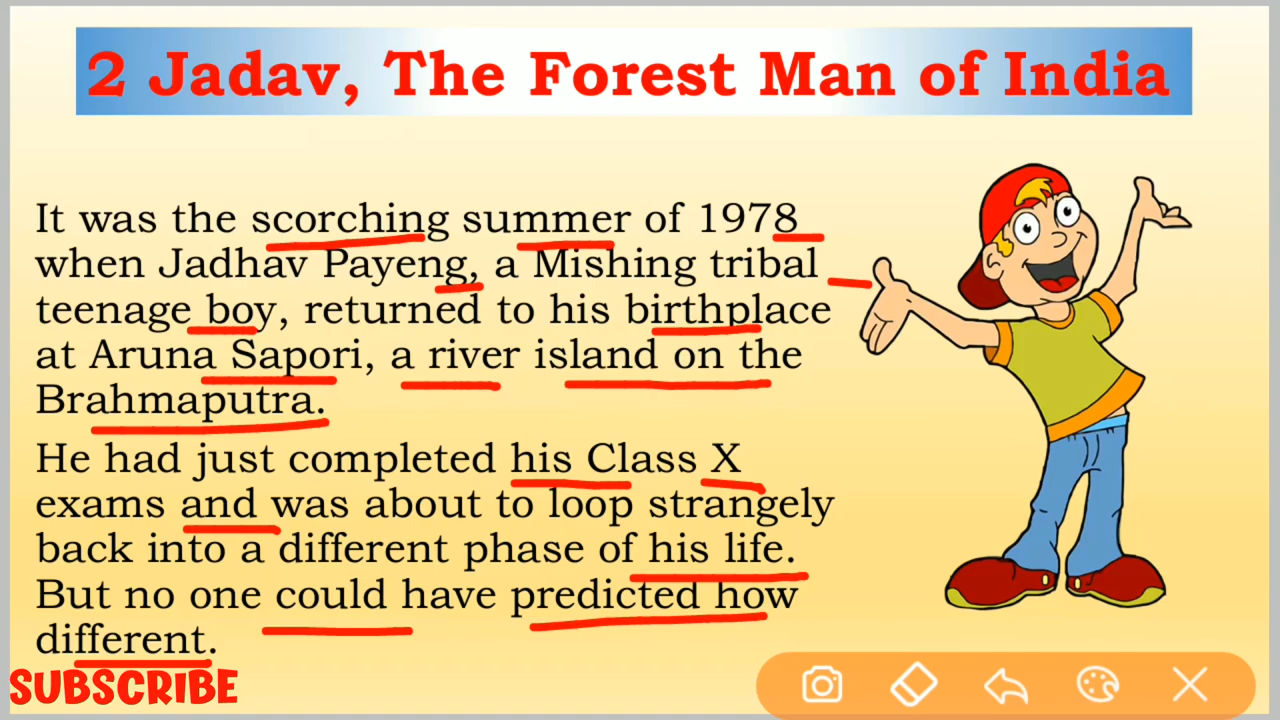 2 Jadav, The Forest Man of India
It was the scorching summer of 1978
when Jadhav Payeng, a Mishing tribal
teenage boy, returned to his birthplace
at Aruna Sapori, a river island on the
Brahmaputra.
He had just completed his Class X
exams and was about to loop strangely
back into a different phase of his life.
But no one could have predicted how
different.
SUBSCRIBE